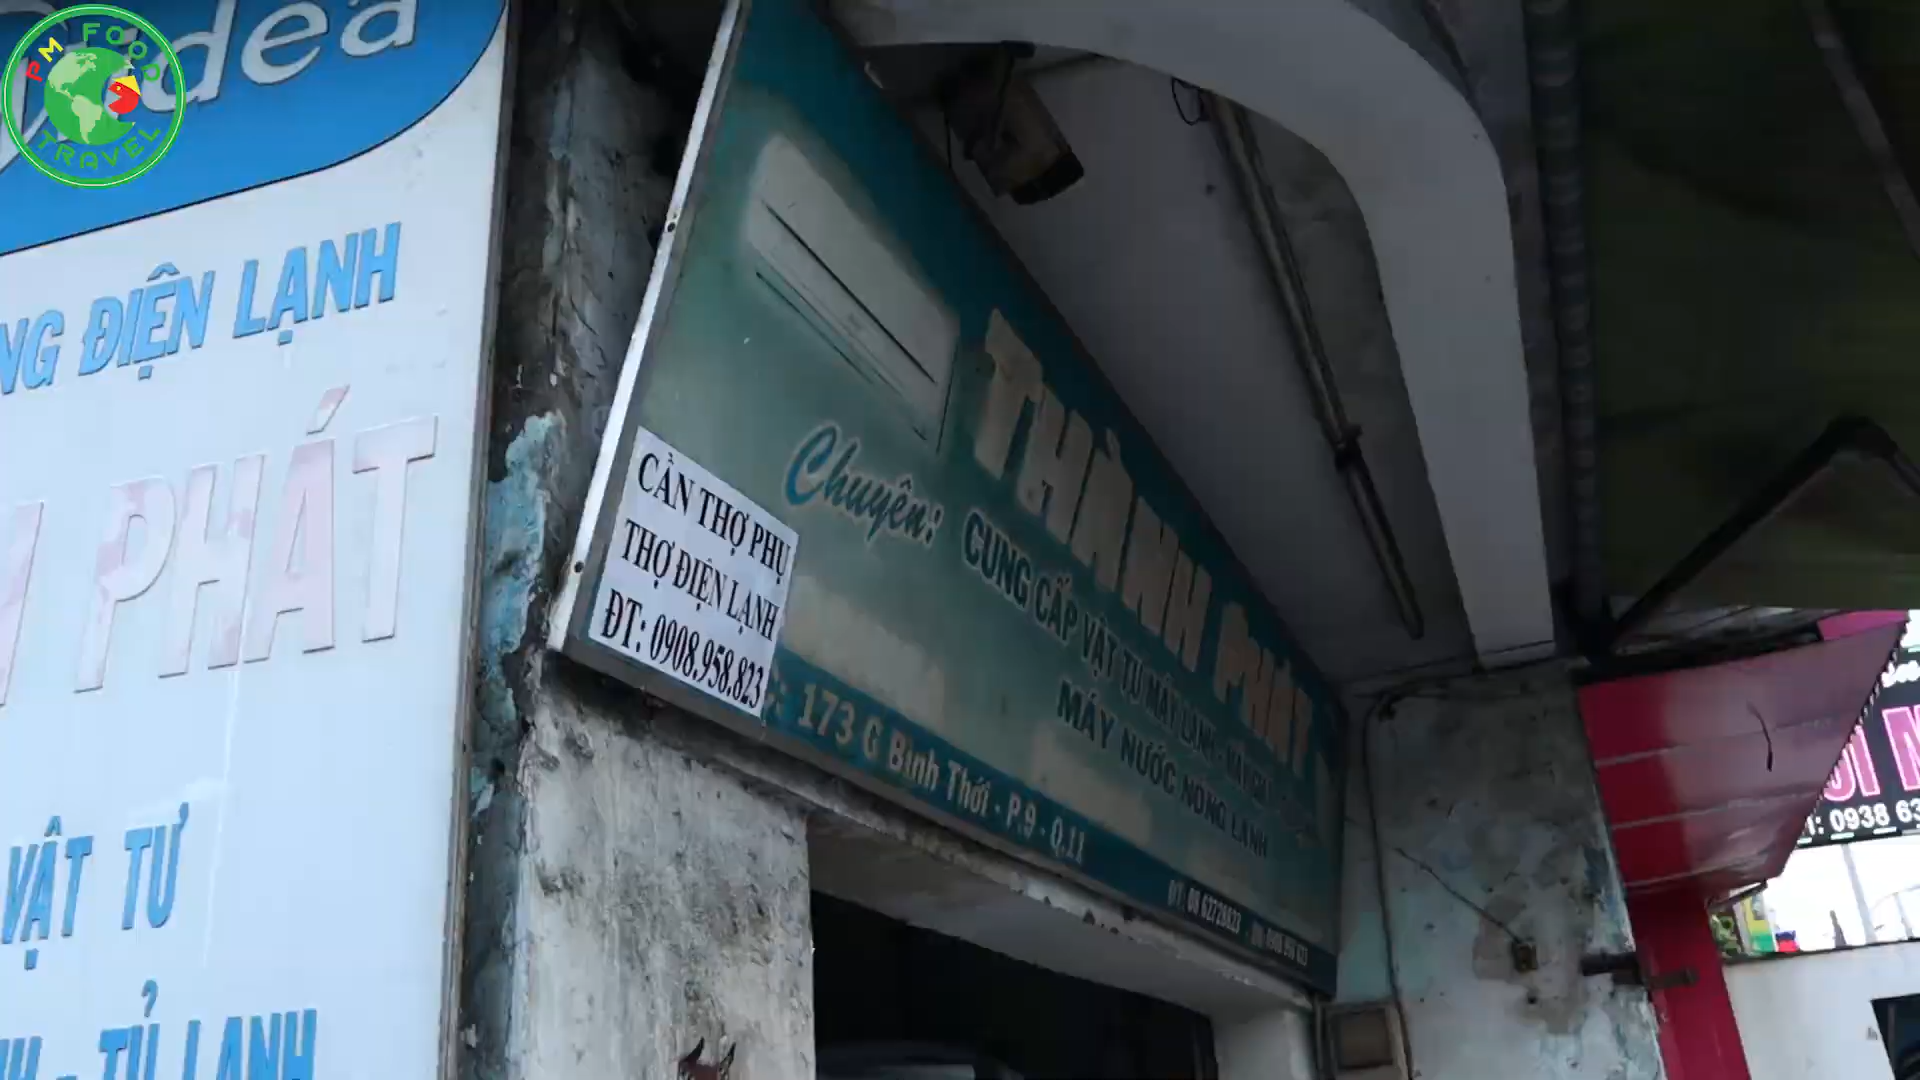 PM FOOD
TRAVEL
Midea
NG ĐIỆN LẠNH
PHÁT
VẬT TƯ
- TỦ LẠNH
THÀNH PHÁT
Chuyên: CUNG CẤP VẬT TƯ MÁY LẠNH
MÁY NƯỚC NÓNG LẠNH
CẦN THỢ PHỤ
THỢ ĐIỆN LẠNH
ĐT: 0908.958.823
: 173 G Bình Thới - P.9 - Q.11
0938 63